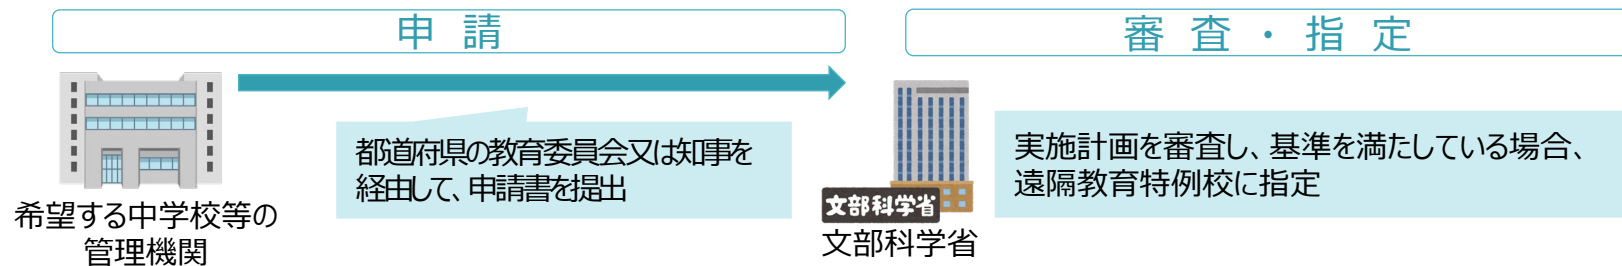 申請
審査・指定
都道府県の教育委員会又は知事を
経由して、申請書を提出
実施計画を審査し、基準を満たしている場合、
遠隔教育特例校に指定
文部科学省
希望する中学校等の
管理機関
文部科学省